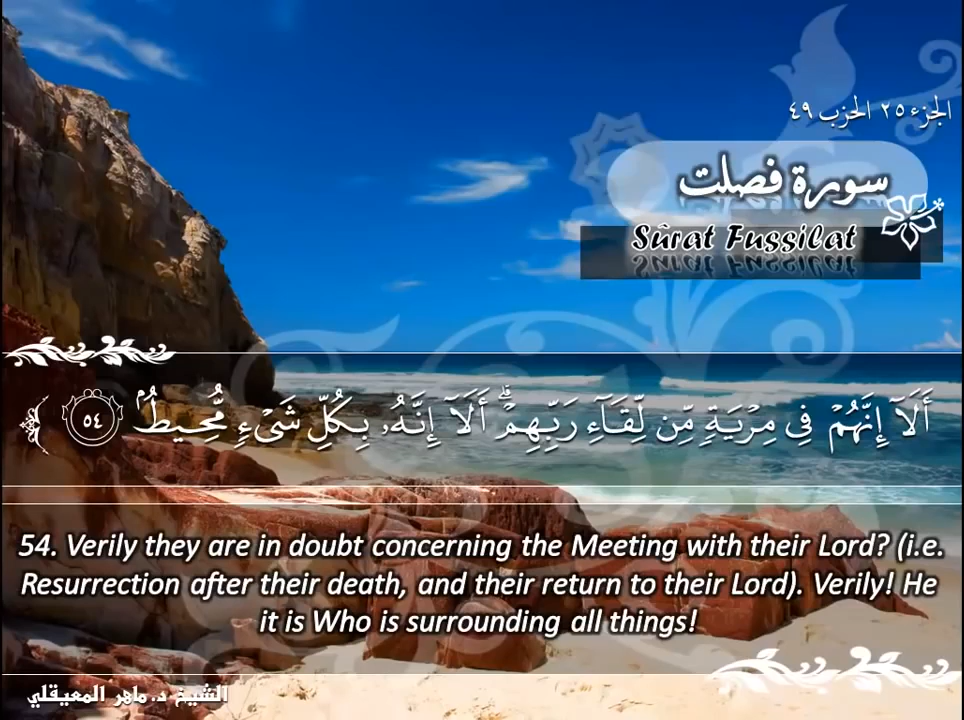 الجزء ٢٥ الحزب ٤٩
سورة فصلت
Sûrat Fussilat
أَلَآ إِنَّهُمْ فِى مِرْيَةٍ مِّن لِّقَآءِ رَبِّهِمْ ۗ أَلَآ إِنَّهُۥ بِكُلِّ شَىْءٍ مُّحِيطٌۢ ٥٤
54. Verily they are in doubt concerning the Meeting with their Lord? (i.e.
Resurrection after their death, and their return to their Lord). Verily! He
it is Who is surrounding all things!
الشيخ د. ماهر المعيقلي